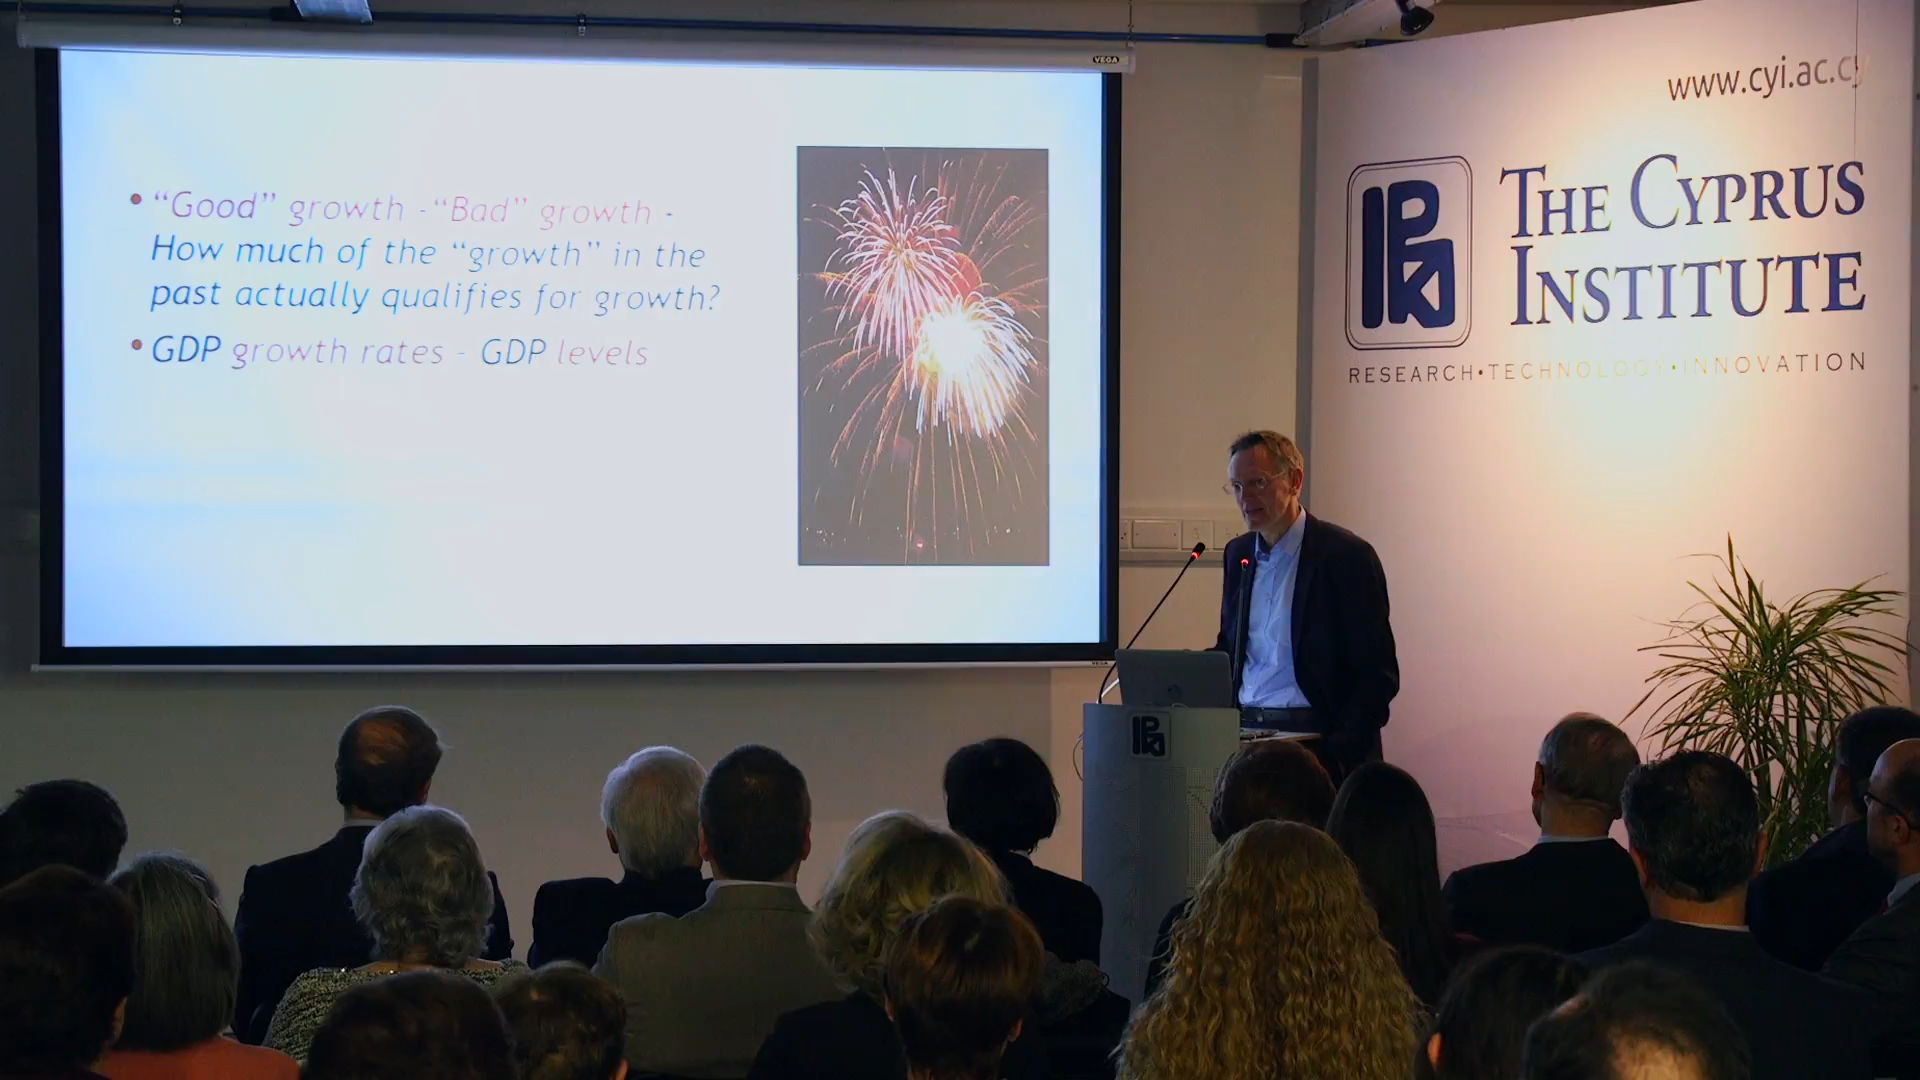 VEGA
• “Good” growth -“Bad” growth -
How much of the “growth” in the
past actually qualifies for growth?
• GDP growth rates - GDP levels
VEGA
www.cyi.ac.cy
THE CYPRUS
INSTITUTE
RESEARCH•TECHNOLOGY•INNOVATION